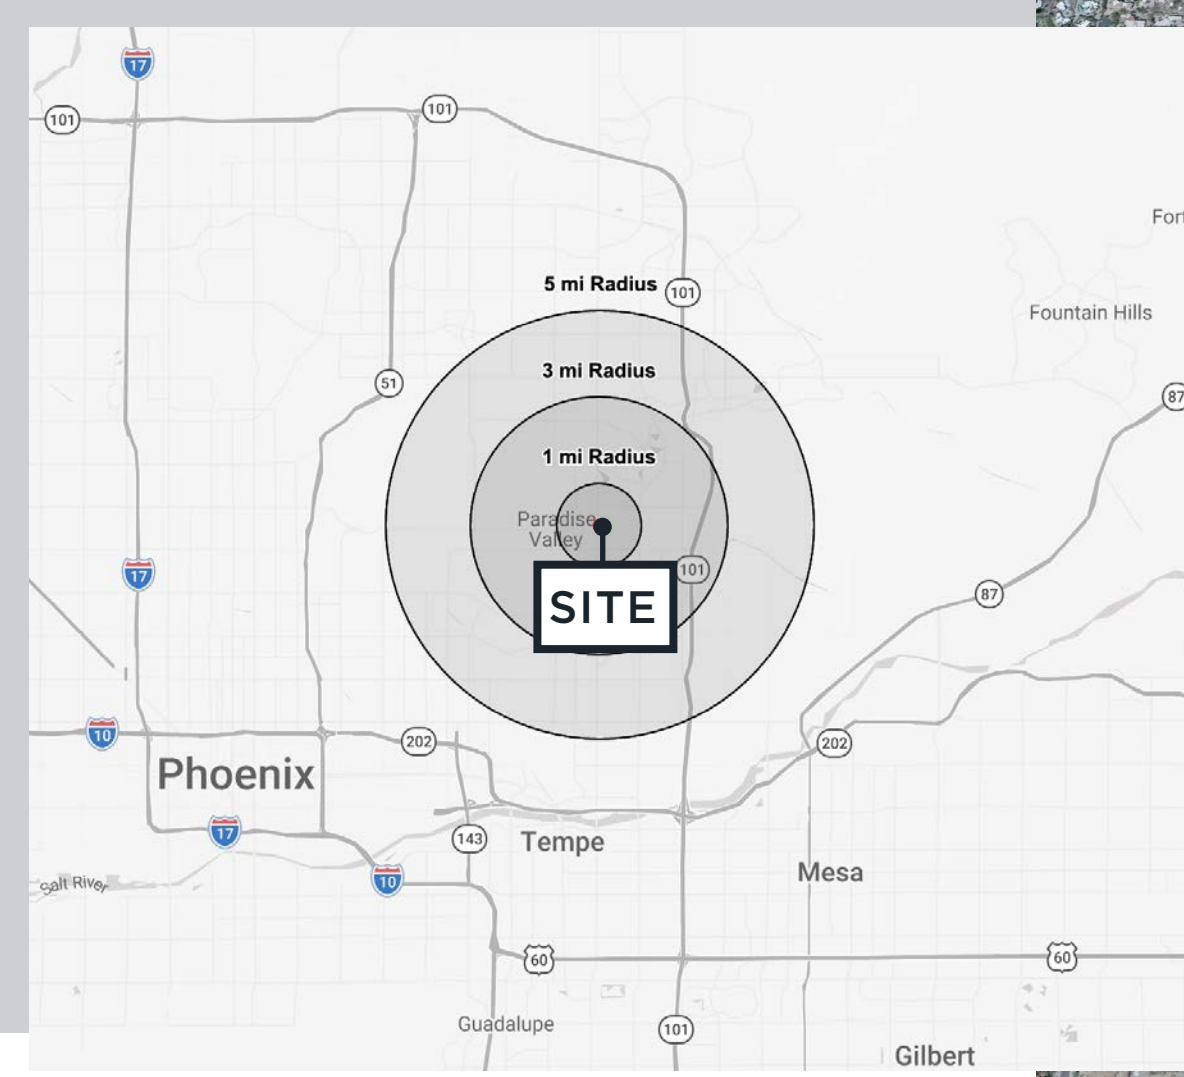 17
101
101
Fort
5 mi Radius
101
Fountain Hills
3 mi Radius
51
87
1 mi Radius
Paradise
Valley
17
101
87
SITE
10
202
202
Phoenix
17
143
Tempe
Mesa
10
Salt River
60
60
Guadalupe
101
Gilbert